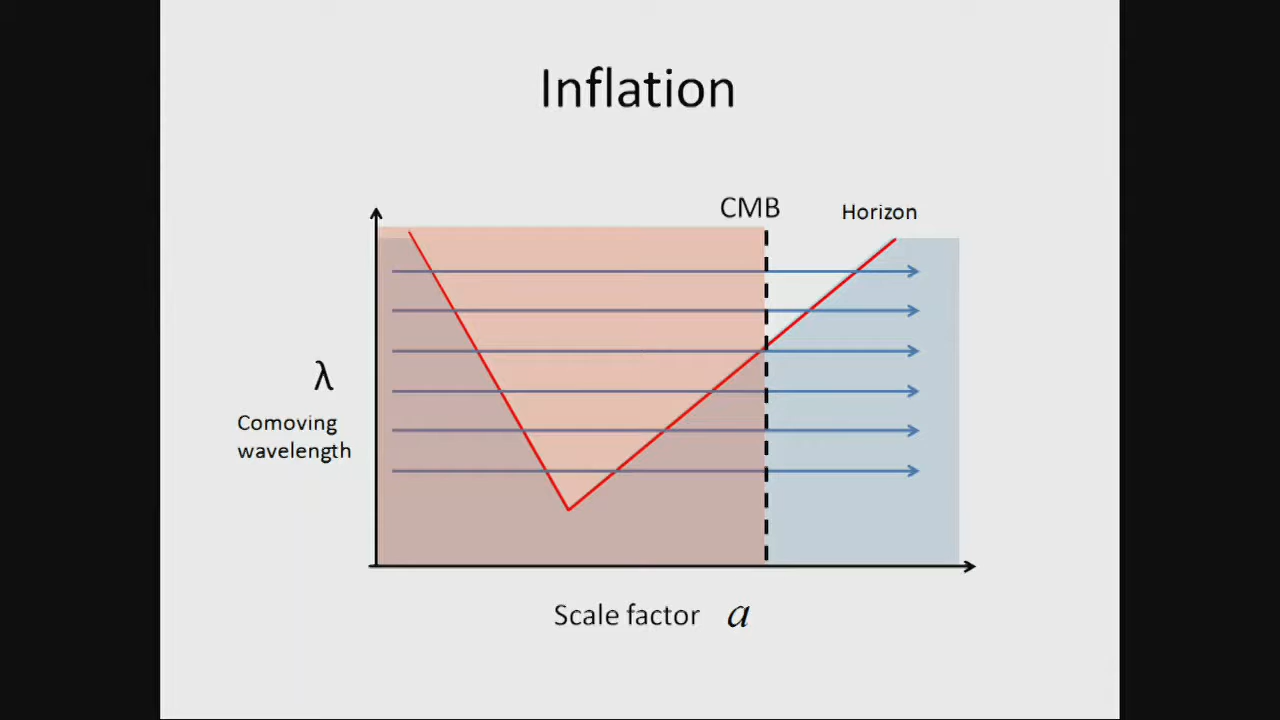 Inflation
CMB
Horizon
λ
Comoving
wavelength
Scale factor a